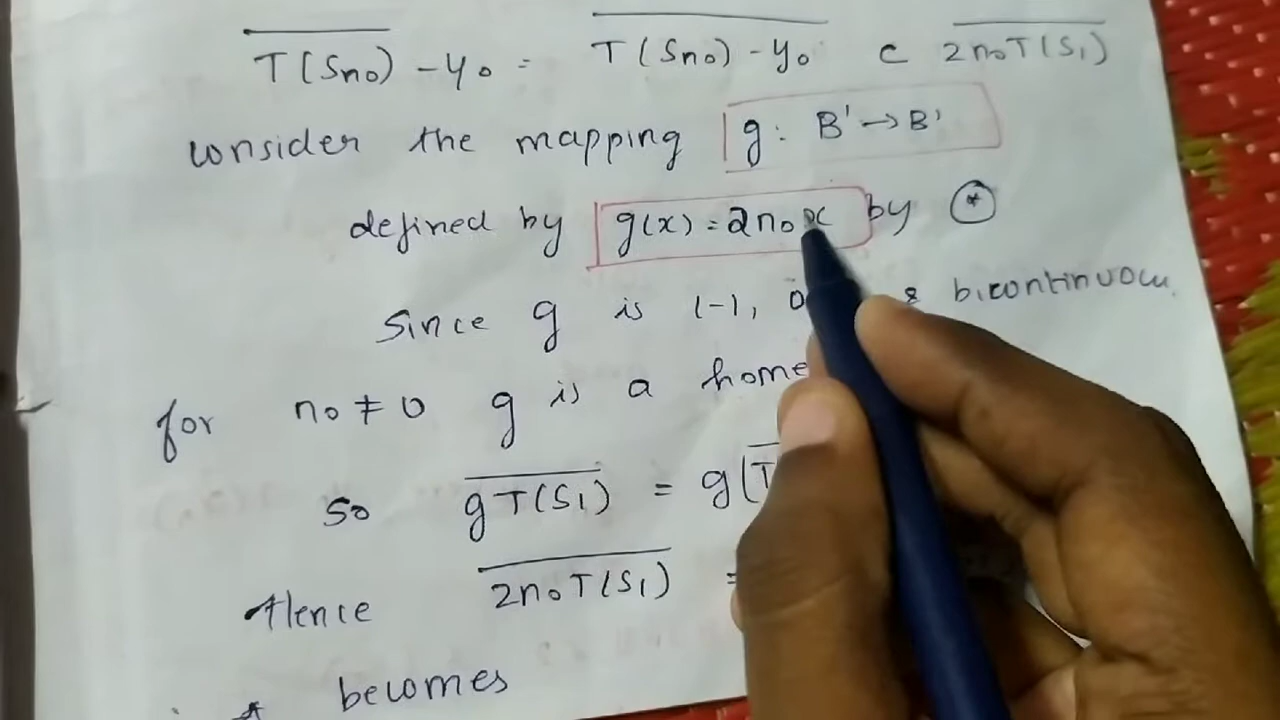 T(Sn₀) - y₀ = T(Sn₀) - y₀ ⊂ 2n₀T(S₁)
consider the mapping g: B' → B'
defined by g(x) = 2n₀x by *
Since g is 1-1, & bicontinuou
for n₀ ≠ 0 g is a home
so gT(S₁) = g(T
Hence 2n₀T(S₁) =
* becomes